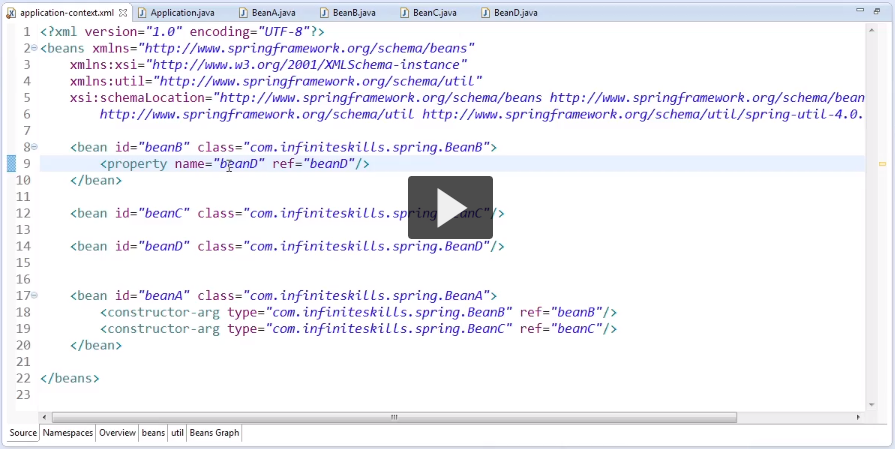 application-context.xml Application.java BeanA.java BeanB.java BeanC.java BeanD.java
1 <?xml version="1.0" encoding="UTF-8"?>
2 <beans xmlns="http://www.springframework.org/schema/beans"
3 xmlns:xsi="http://www.w3.org/2001/XMLSchema-instance"
4 xmlns:util="http://www.springframework.org/schema/util"
5 xsi:schemaLocation="http://www.springframework.org/schema/beans http://www.springframework.org/schema/bean
6 http://www.springframework.org/schema/util http://www.springframework.org/schema/util/spring-util-4.0.
7
8 <bean id="beanB" class="com.infiniteskills.spring.BeanB">
9 <property name="beanD" ref="beanD"/>
10 </bean>
11
12 <bean id="beanC" class="com.infiniteskills.spring.BeanC"/>
13
14 <bean id="beanD" class="com.infiniteskills.spring.BeanD"/>
15
16
17 <bean id="beanA" class="com.infiniteskills.spring.BeanA">
18 <constructor-arg type="com.infiniteskills.spring.BeanB" ref="beanB"/>
19 <constructor-arg type="com.infiniteskills.spring.BeanC" ref="beanC"/>
20 </bean>
21
22 </beans>
23
Source Namespaces Overview beans util Beans Graph